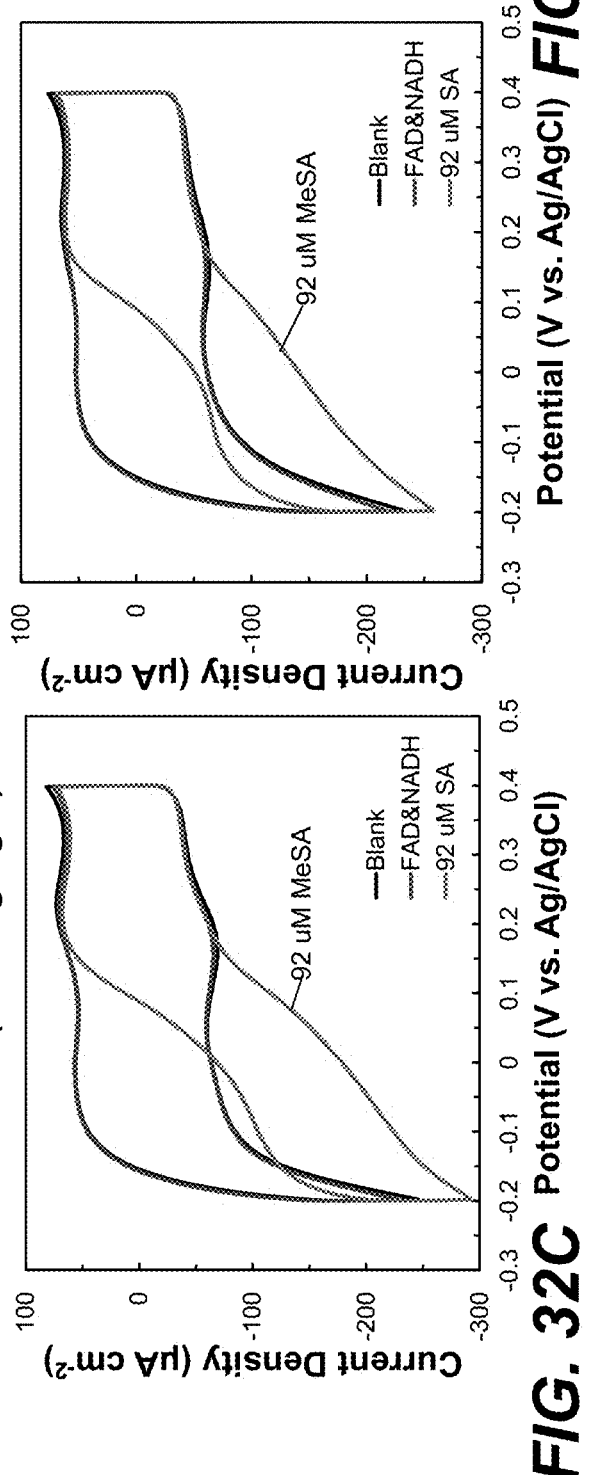 100
0
-100
-200
-300
Current Density (µA cm-2)
-0.3 -0.2 -0.1 0 0.1 0.2 0.3 0.4 0.5
Potential (V vs. Ag/AgCl)
92 uM MeSA
Blank
FAD&NADH
92 uM SA
FIG. 32C
100
0
-100
-200
-300
Current Density (µA cm-2)
-0.3 -0.2 -0.1 0 0.1 0.2 0.3 0.4 0.5
Potential (V vs. Ag/AgCl)
92 uM MeSA
Blank
FAD&NADH
92 uM SA